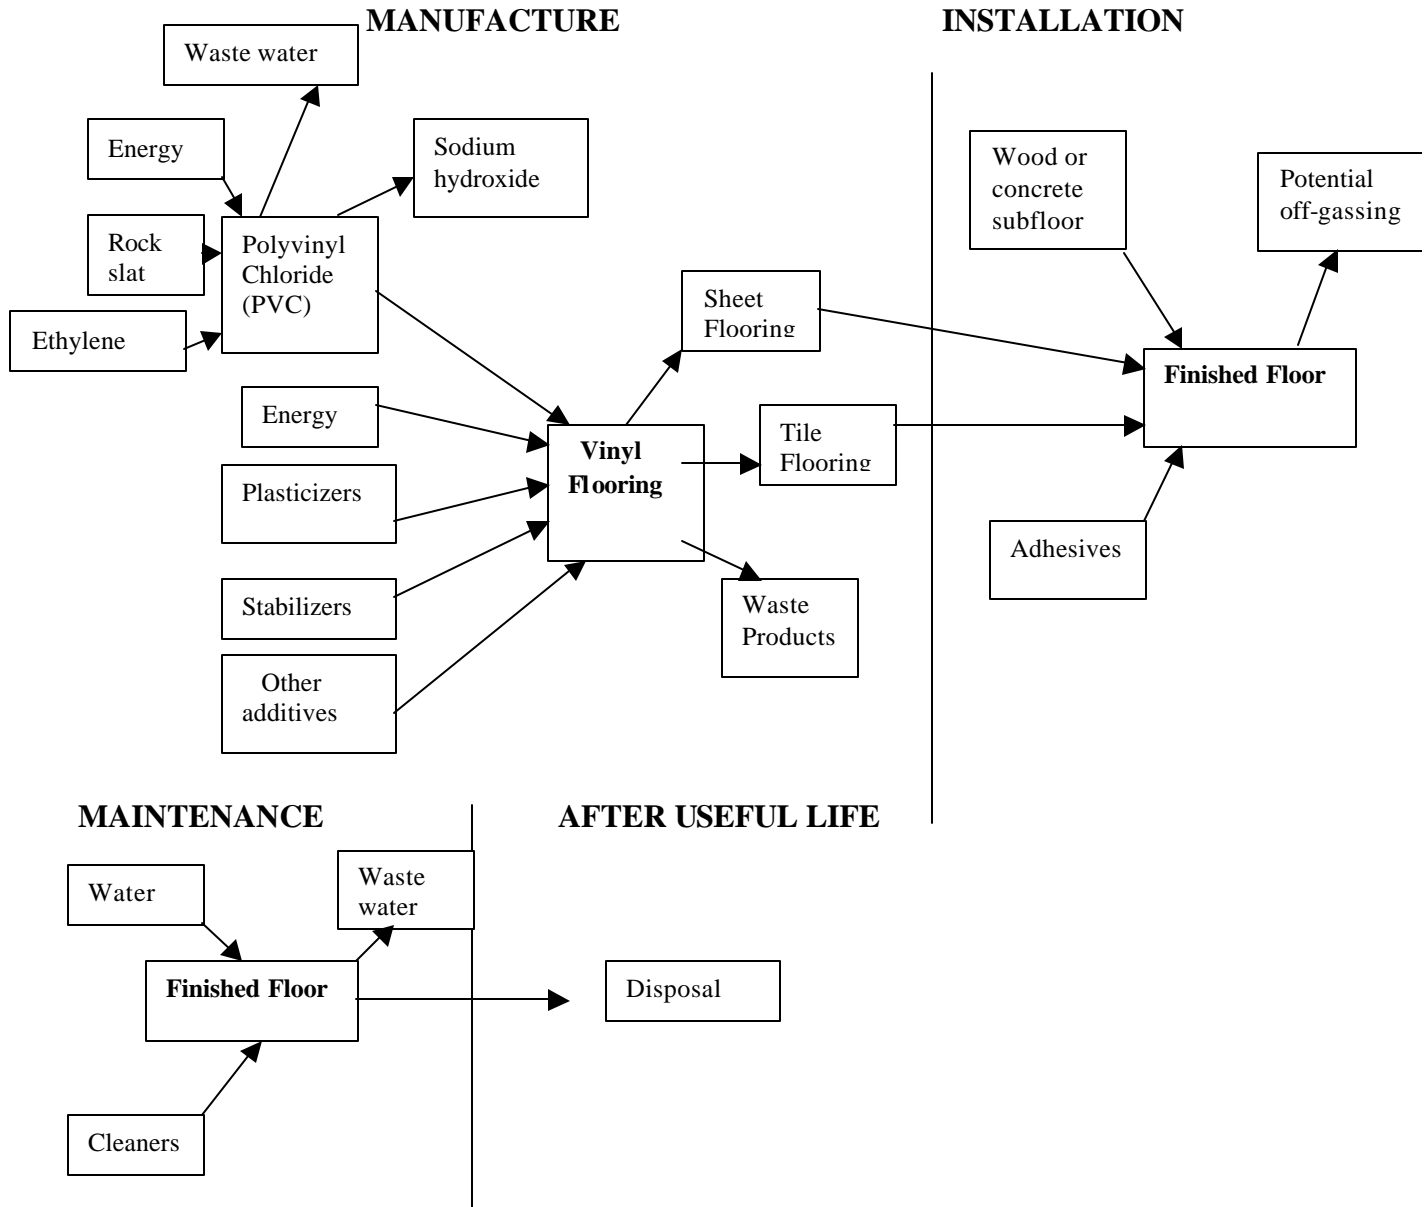 MANUFACTURE
INSTALLATION
Waste water
Energy
Sodium
hydroxide
Rock
slat
Polyvinyl
Chloride
(PVC)
Ethylene
Energy
Plasticizers
Stabilizers
Other
additives
Vinyl
Flooring
Sheet
Flooring
Tile
Flooring
Waste
Products
Wood or
concrete
subfloor
Potential
off-gassing
Finished Floor
Adhesives
MAINTENANCE
AFTER USEFUL LIFE
Water
Waste
water
Finished Floor
Cleaners
Disposal